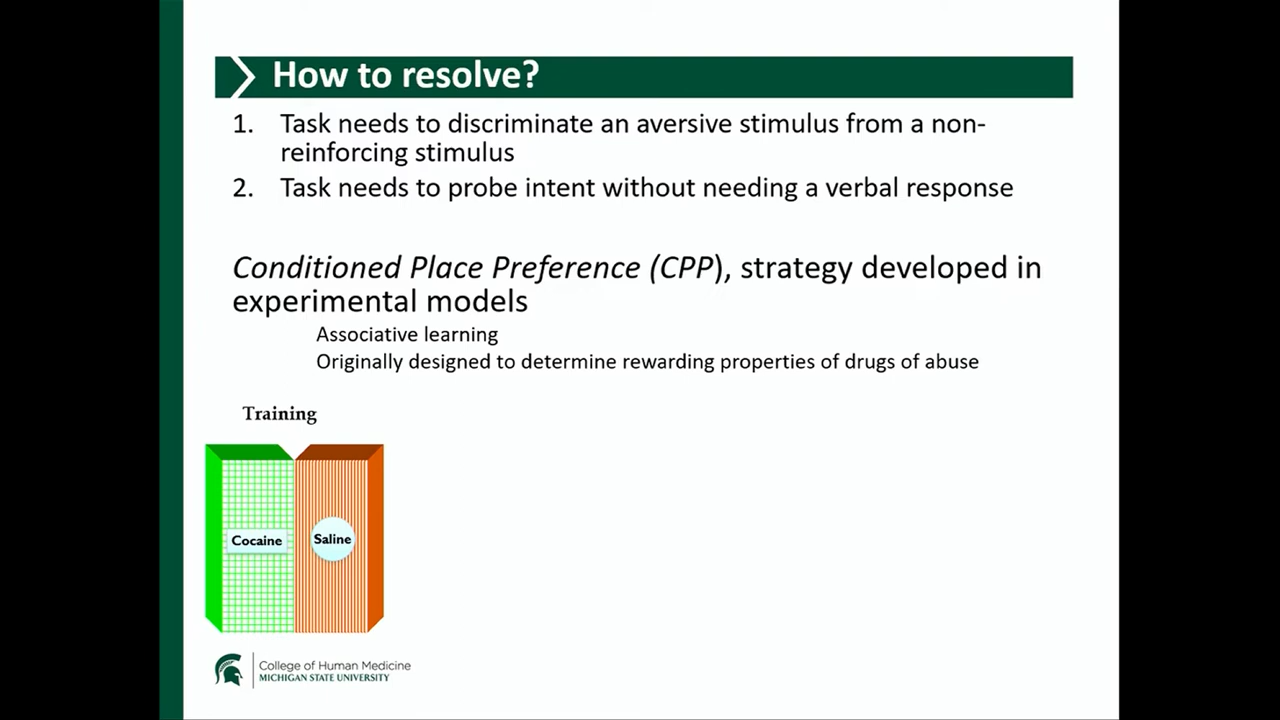 How to resolve?
1. Task needs to discriminate an aversive stimulus from a non-
reinforcing stimulus
2. Task needs to probe intent without needing a verbal response
Conditioned Place Preference (CPP), strategy developed in
experimental models
Associative learning
Originally designed to determine rewarding properties of drugs of abuse
Training
Cocaine
Saline
College of Human Medicine
MICHIGAN STATE UNIVERSITY